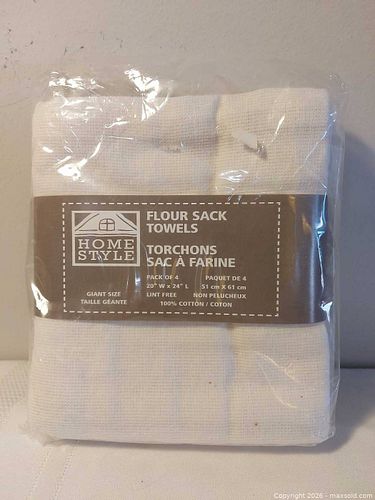 HOME
STYLE
GIANT SIZE
TAILLE GÉANTE
FLOUR SACK
TOWELS
TORCHONS
SAC À FARINE
PACK OF 4 PAQUET DE 4
20" W x 24" L 51 cm X 61 cm
LINT FREE NON PELUCHEUX
100% COTTON / COTON
Copyright 2026 - maxsold.com